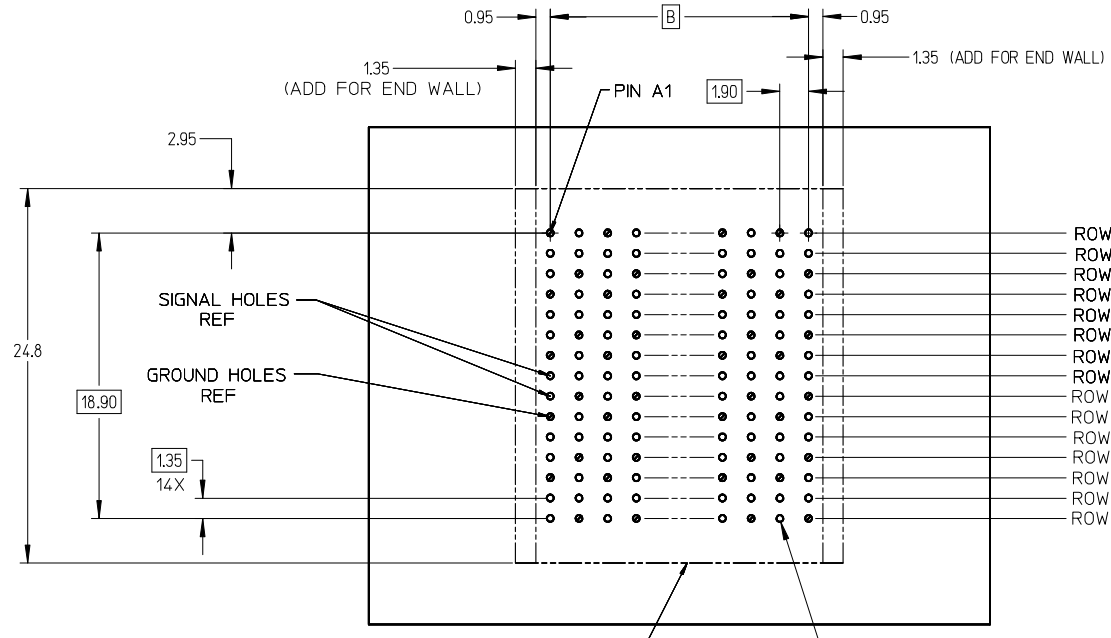 0.95
B
0.95
1.35
(ADD FOR END WALL)
1.35 (ADD FOR END WALL)
PIN A1
1.90
2.95
ROW
ROW
ROW
SIGNAL HOLES
REF
ROW
ROW
ROW
24.8
ROW
GROUND HOLES
REF
ROW
18.90
ROW
ROW
ROW
1.35
14X
ROW
ROW
ROW
ROW